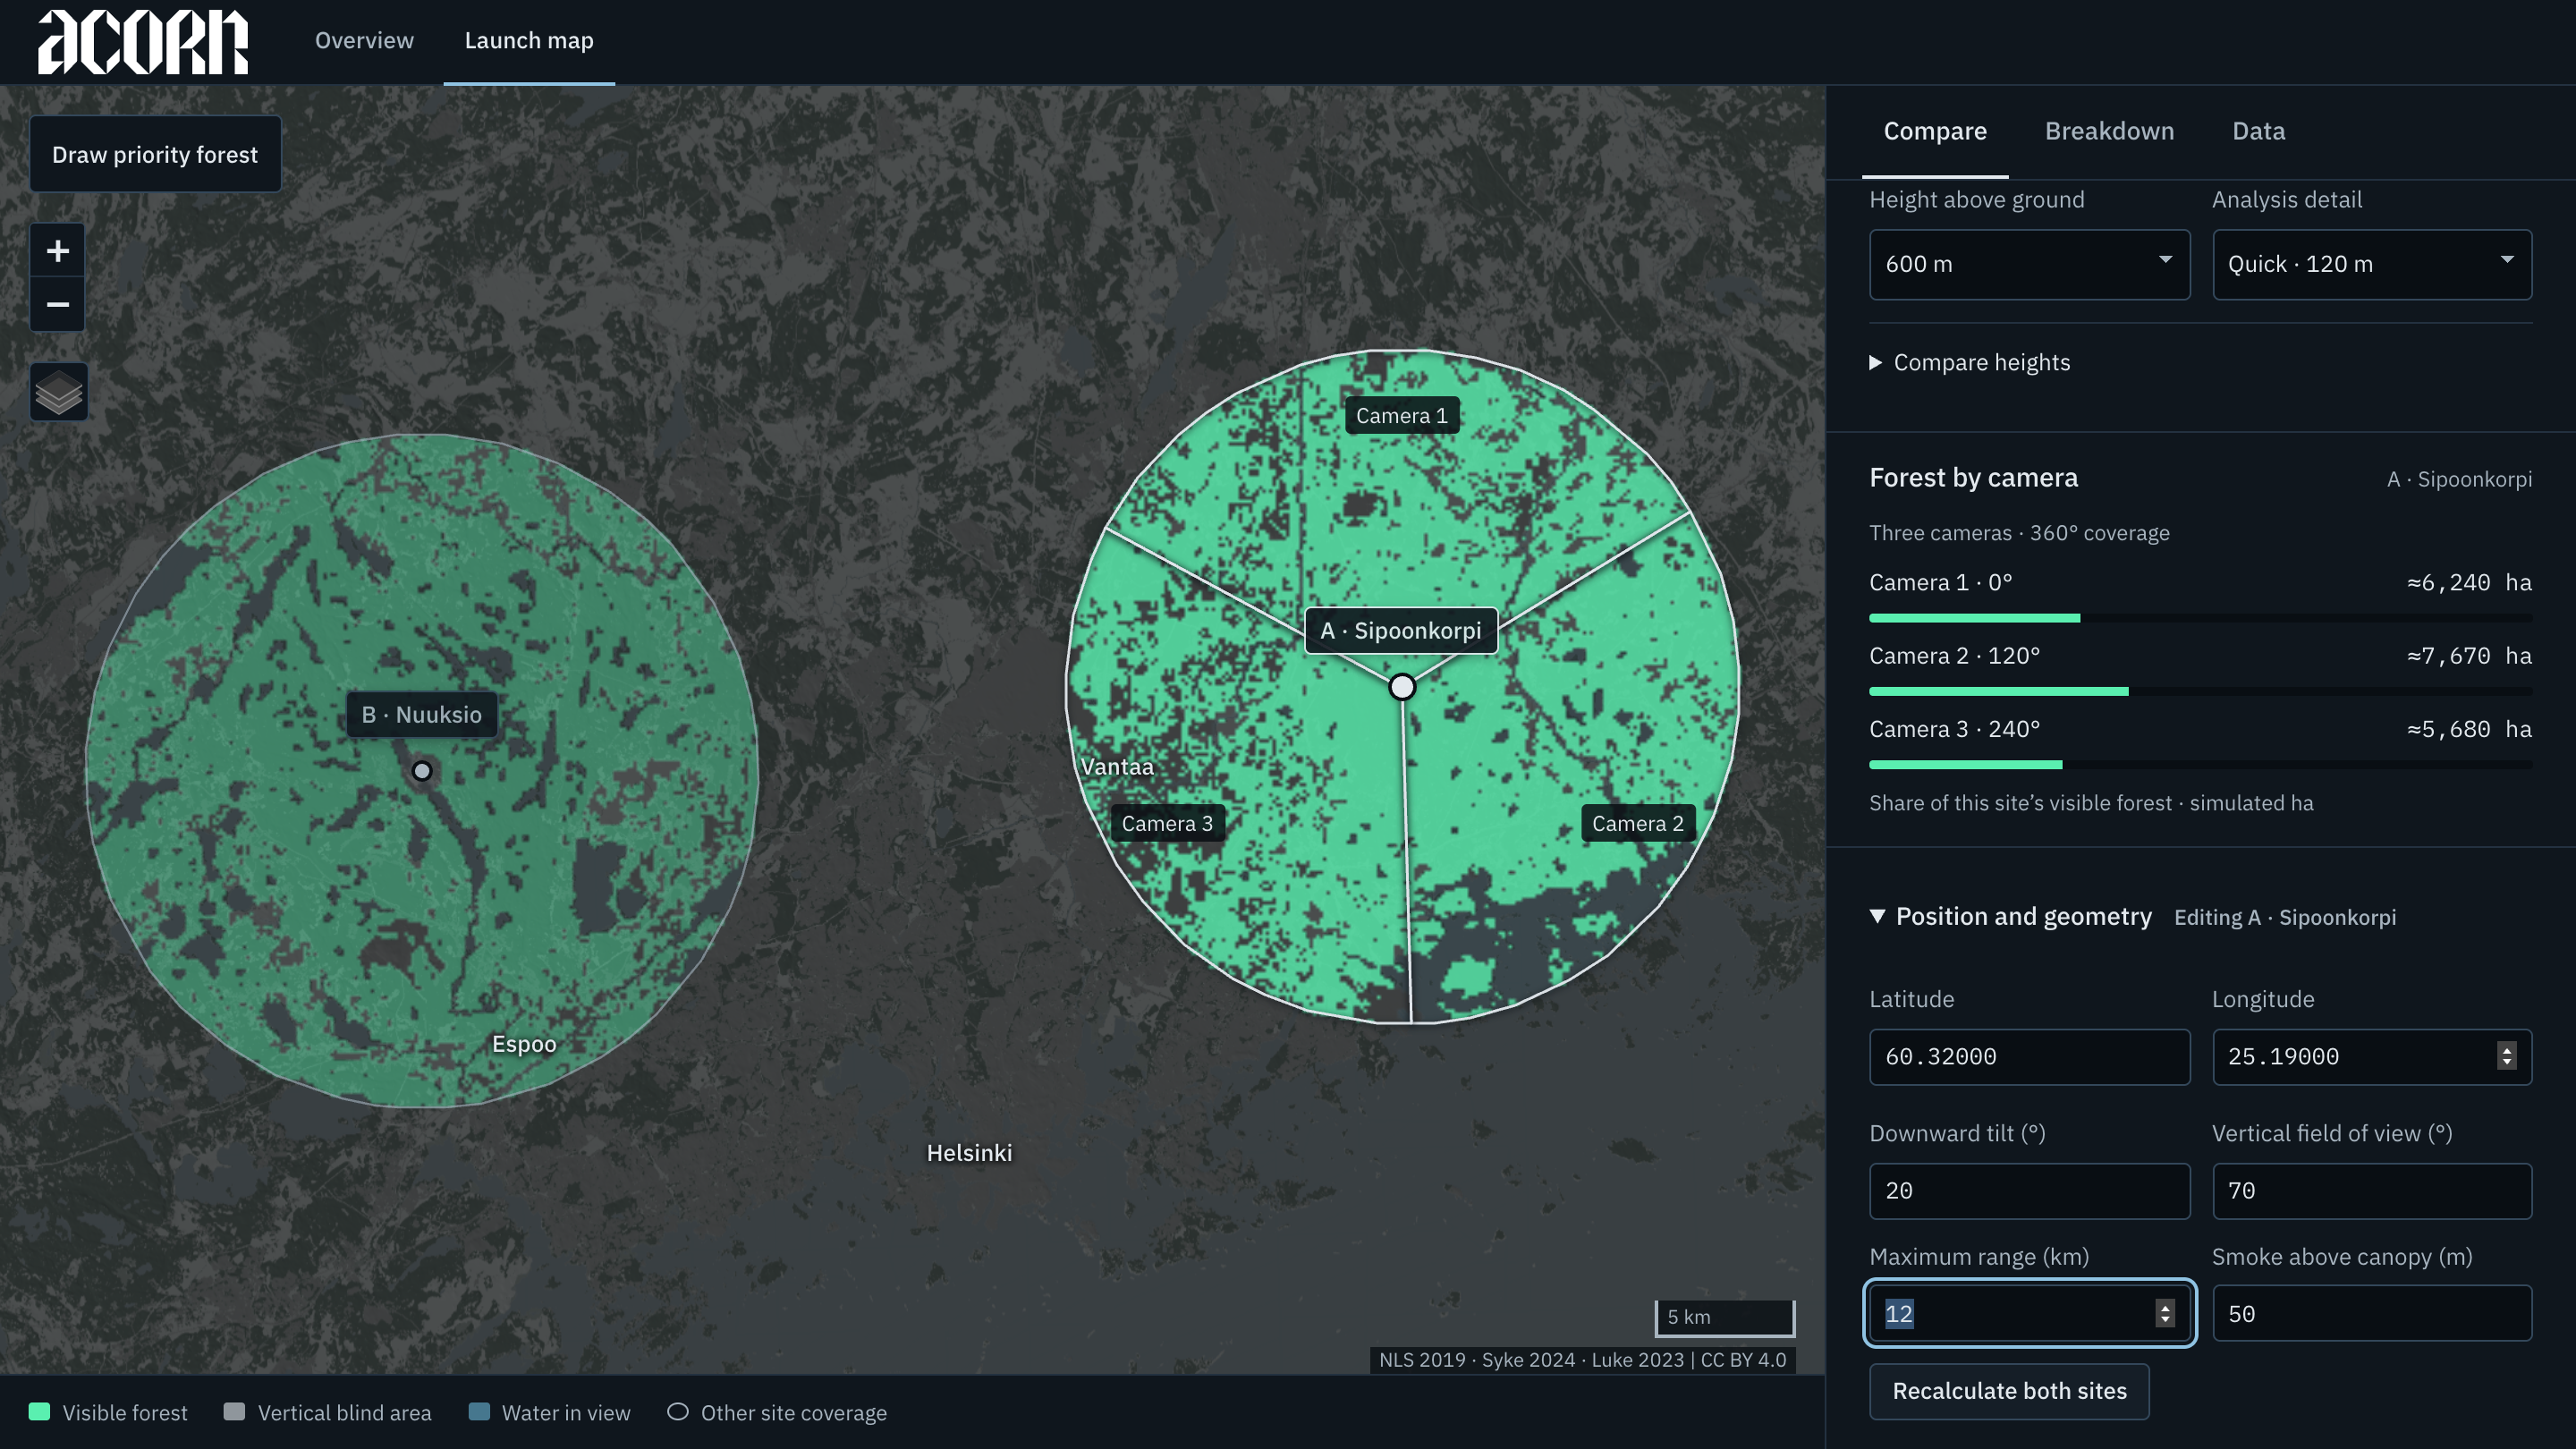 acorn
Overview
Launch map
Draw priority forest
+
−
Camera 1
A · Sipoonkorpi
B · Nuuksio
Vantaa
Camera 3
Camera 2
Espoo
Helsinki
5 km
NLS 2019 · Syke 2024 · Luke 2023 | CC BY 4.0
Visible forest
Vertical blind area
Water in view
Other site coverage
Compare
Breakdown
Data
Height above ground
Analysis detail
600 m
Quick · 120 m
Compare heights
Forest by camera
A · Sipoonkorpi
Three cameras · 360° coverage
Camera 1 · 0°
≈6,240 ha
Camera 2 · 120°
≈7,670 ha
Camera 3 · 240°
≈5,680 ha
Share of this site’s visible forest · simulated ha
Position and geometry
Editing A · Sipoonkorpi
Latitude
Longitude
60.32000
25.19000
Downward tilt (°)
Vertical field of view (°)
20
70
Maximum range (km)
Smoke above canopy (m)
12
50
Recalculate both sites